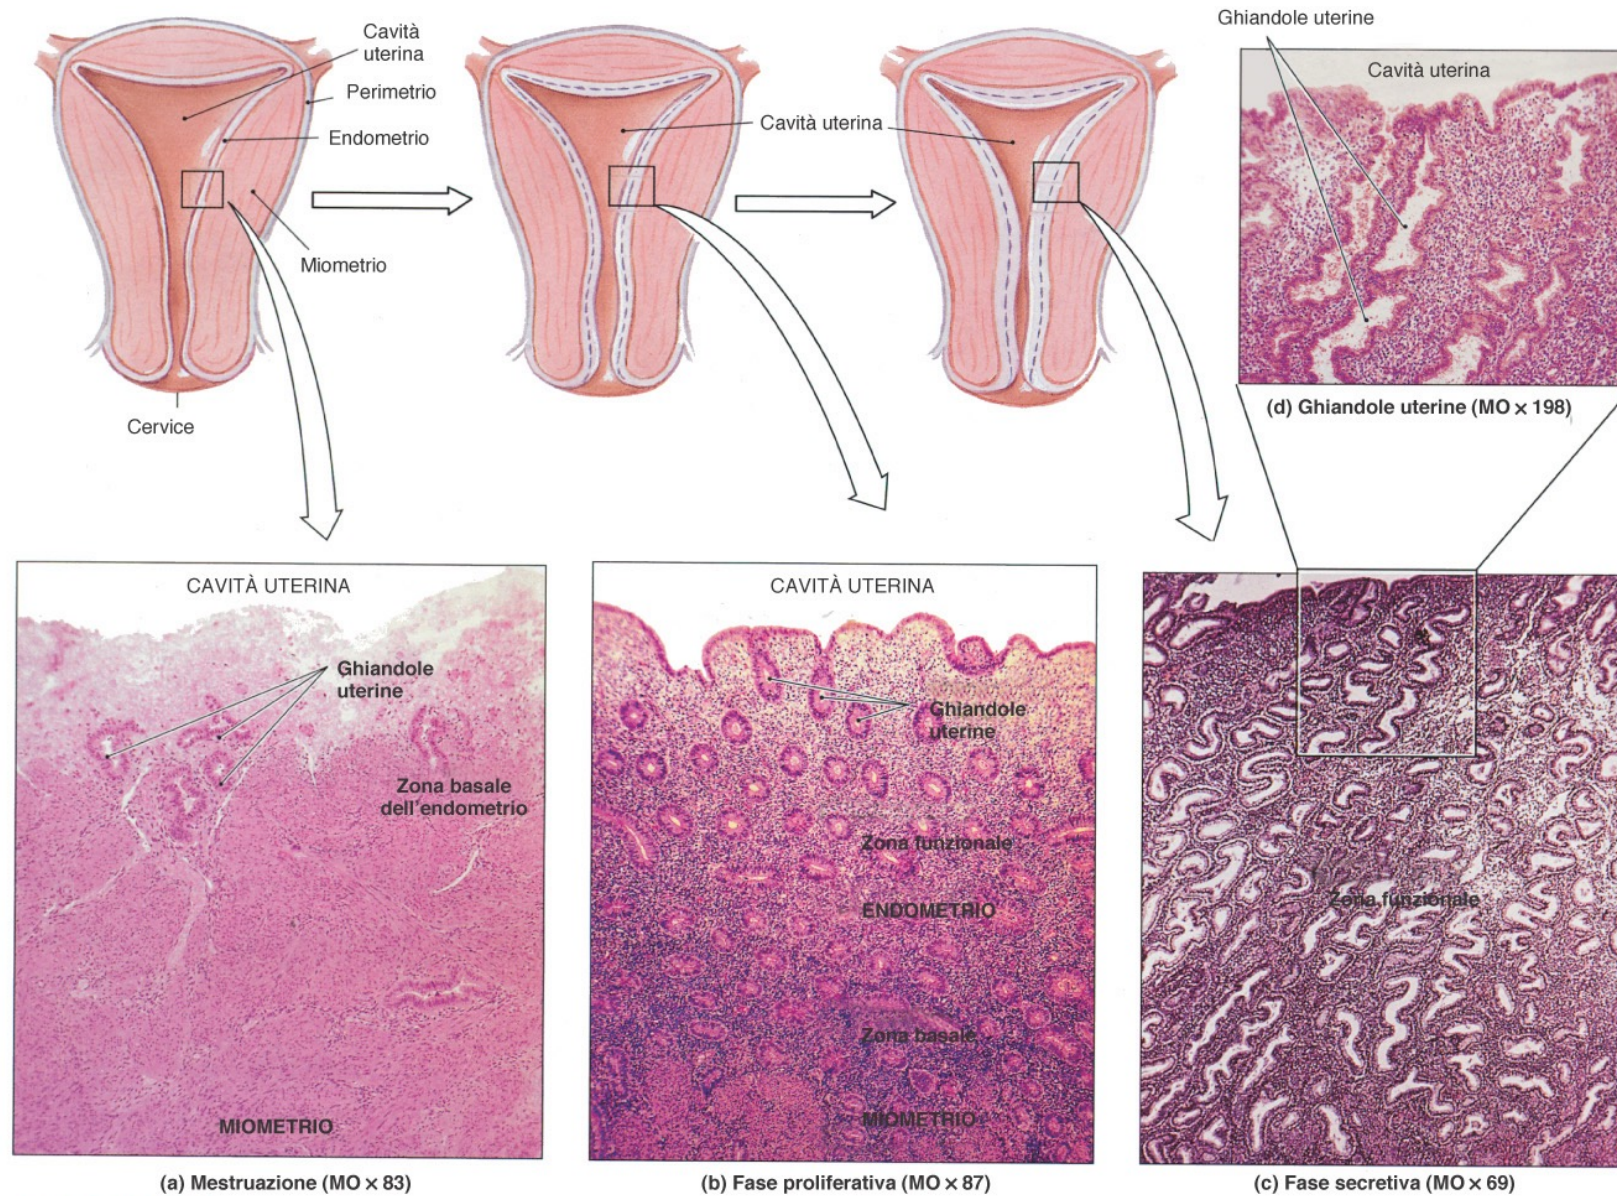 Cavità
uterina
Perimetrio
Endometrio
Miometrio
Cervice
Cavità uterina
Ghiandole uterine
Cavità uterina
(d) Ghiandole uterine (MO × 198)
CAVITÀ UTERINA
Ghiandole
uterine
Zona basale
dell'endometrio
MIOMETRIO
(a) Mestruazione (MO × 83)
CAVITÀ UTERINA
Ghiandole
uterine
Zona funzionale
ENDOMETRIO
Zona basale
MIOMETRIO
(b) Fase proliferativa (MO × 87)
Zona funzionale
(c) Fase secretiva (MO × 69)